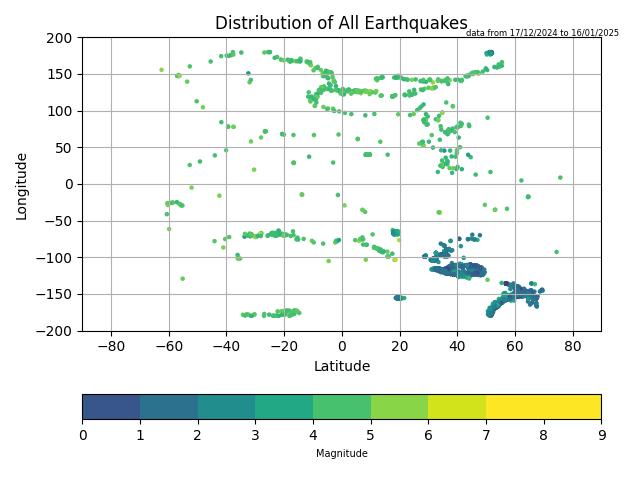 Distribution of All Earthquakes
data from 17/12/2024 to 16/01/2025
200
150
100
50
0
−50
−100
−150
−200
Longitude
−80 −60 −40 −20 0 20 40 60 80
Latitude
0 1 2 3 4 5 6 7 8 9
Magnitude